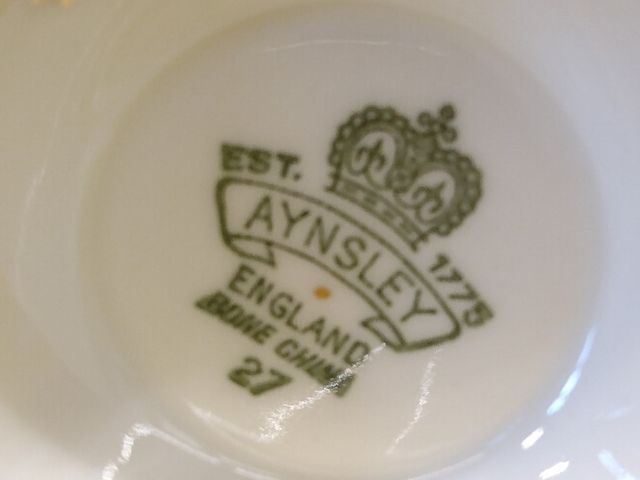 EST. 1775
AYNSLEY
ENGLAND
BONE CHINA
27